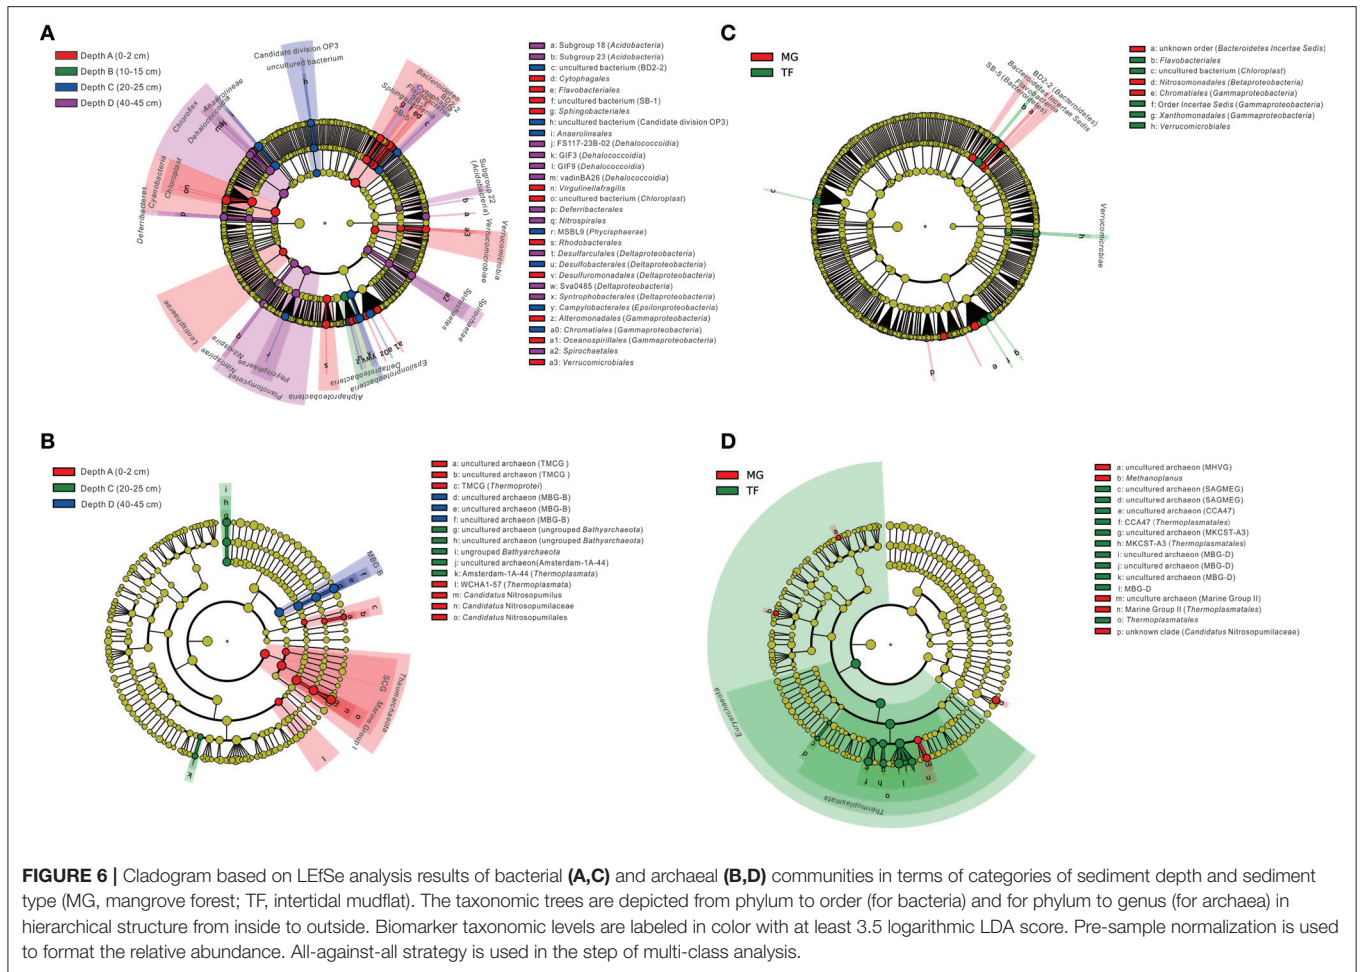 A
Depth A (0-2 cm)
Depth B (10-15 cm)
Depth C (20-25 cm)
Depth D (40-45 cm)
Candidate division OP3
uncultured bacterium
h
Bacteroidetes
Cytophagia
BD2-2
Flavobacteria
SB-1
Sphingobacteriia
SB-5
c
Subgroup 22
(Acidobacteria)
b
a
a3
Verrucomicrobia
Verrucomicrobiae
Spirochaetae
Spirochaetes
a2
Epsilonproteobacteria
Deltaproteobacteria
Alphaproteobacteria
s
Planctomycetes
Phycisphaerae
r
Nitrospirae
Nitrospira
q
Lentisphaerae
Deferribacteres
p
Cyanobacteria
Chloroplast
Chloroflexi
Anaerolineae
Dehalococcoidia
a: Subgroup 18 (Acidobacteria)
b: Subgroup 23 (Acidobacteria)
c: uncultured bacterium (BD2-2)
d: Cytophagales
e: Flavobacteriales
f: uncultured bacterium (SB-1)
g: Sphingobacteriales
h: uncultured bacterium (Candidate division OP3)
i: Anaerolineales
j: FS117-23B-02 (Dehalococcoidia)
k: GIF3 (Dehalococcoidia)
l: GIF9 (Dehalococcoidia)
m: vadinBA26 (Dehalococcoidia)
n: Virgulinellafragilis
o: uncultured bacterium (Chloroplast)
p: Deferribacterales
q: Nitrospirales
r: MSBL9 (Phycisphaerae)
s: Rhodobacterales
t: Desulfarculales (Deltaproteobacteria)
u: Desulfobacterales (Deltaproteobacteria)
v: Desulfuromonadales (Deltaproteobacteria)
w: Sva0485 (Deltaproteobacteria)
x: Syntrophobacterales (Deltaproteobacteria)
y: Campylobacterales (Epsilonproteobacteria)
z: Alteromonadales (Gammaproteobacteria)
a0: Chromatiales (Gammaproteobacteria)
a1: Oceanospirillales (Gammaproteobacteria)
a2: Spirochaetales
a3: Verrucomicrobiales
C
MG
TF
BD2-2 (Bacteroidetes)
Bacteroidetes Incertae Sedis
Flavobacteria
SB-5 (Bacteroidetes)
b
a
c
Verrucomicrobiae
h
g
f
e
d
a: unknown order (Bacteroidetes Incertae Sedis)
b: Flavobacteriales
c: uncultured bacterium (Chloroplast)
d: Nitrosomonadales (Betaproteobacteria)
e: Chromatiales (Gammaproteobacteria)
f: Order Incertae Sedis (Gammaproteobacteria)
g: Xanthomonadales (Gammaproteobacteria)
h: Verrucomicrobiales
B
Depth A (0-2 cm)
Depth C (20-25 cm)
Depth D (40-45 cm)
i
h
g
MBG-B
f
e
d
c
b
a
Thaumarchaeota
SCG
Marine Group I
o
n
m
l
k
j
a: uncultured archaeon (TMCG )
b: uncultured archaeon (TMCG )
c: TMCG (Thermoprotei)
d: uncultured archaeon (MBG-B)
e: uncultured archaeon (MBG-B)
f: uncultured archaeon (MBG-B)
g: uncultured archaeon (ungrouped Bathyarchaeota)
h: uncultured archaeon (ungrouped Bathyarchaeota)
i: ungrouped Bathyarchaeota
j: uncultured archaeon(Amsterdam-1A-44)
k: Amsterdam-1A-44 (Thermoplasmata)
l: WCHA1-57 (Thermoplasmata)
m: Candidatus Nitrosopumilus
n: Candidatus Nitrosopumilaceae
o: Candidatus Nitrosopumilales
D
MG
TF
Euryarchaeota
Thermoplasmata
d
f
h
l
n
o
a: uncultured archaeon (MHVG)
b: Methanoplanus
c: uncultured archaeon (SAGMEG)
d: uncultured archaeon (SAGMEG)
e: uncultured archaeon (CCA47)
f: CCA47 (Thermoplasmatales)
g: uncultured archaeon (MKCST-A3)
h: MKCST-A3 (Thermoplasmatales)
i: uncultured archaeon (MBG-D)
j: uncultured archaeon (MBG-D)
k: uncultured archaeon (MBG-D)
l: MBG-D
m: unculture archaeon (Marine Group II)
n: Marine Group II (Thermoplasmatales)
o: Thermoplasmatales
p: unknown clade (Candidatus Nitrosopumilaceae)
FIGURE 6 | Cladogram based on LEfSe analysis results of bacterial (A,C) and archaeal (B,D) communities in terms of categories of sediment depth and sediment
type (MG, mangrove forest; TF, intertidal mudflat). The taxonomic trees are depicted from phylum to order (for bacteria) and for phylum to genus (for archaea) in
hierarchical structure from inside to outside. Biomarker taxonomic levels are labeled in color with at least 3.5 logarithmic LDA score. Pre-sample normalization is used
to format the relative abundance. All-against-all strategy is used in the step of multi-class analysis.